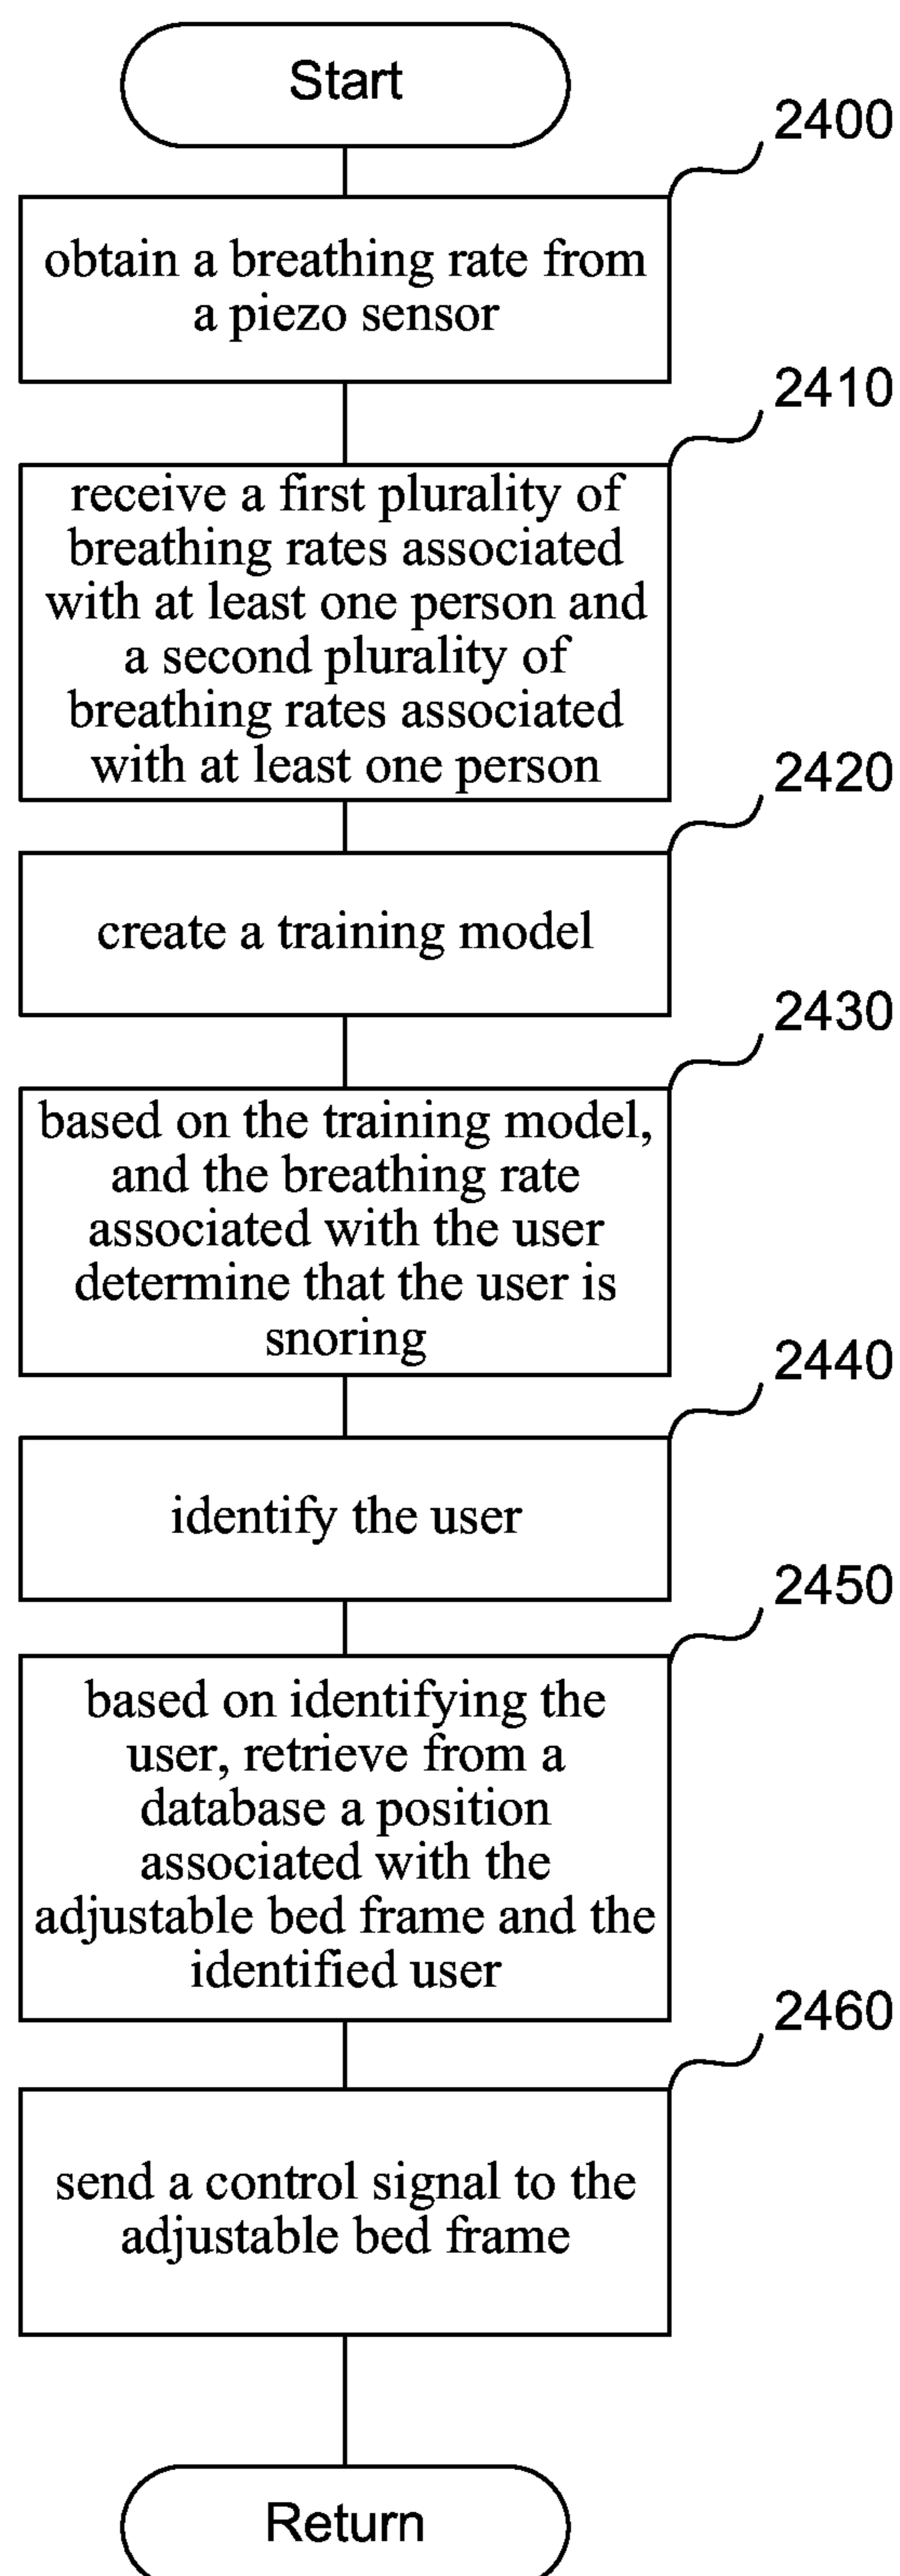 Start
2400
obtain a breathing rate from
a piezo sensor
2410
receive a first plurality of
breathing rates associated
with at least one person and
a second plurality of
breathing rates associated
with at least one person
2420
create a training model
2430
based on the training model,
and the breathing rate
associated with the user
determine that the user is
snoring
2440
identify the user
2450
based on identifying the
user, retrieve from a
database a position
associated with the
adjustable bed frame and the
identified user
2460
send a control signal to the
adjustable bed frame
Return